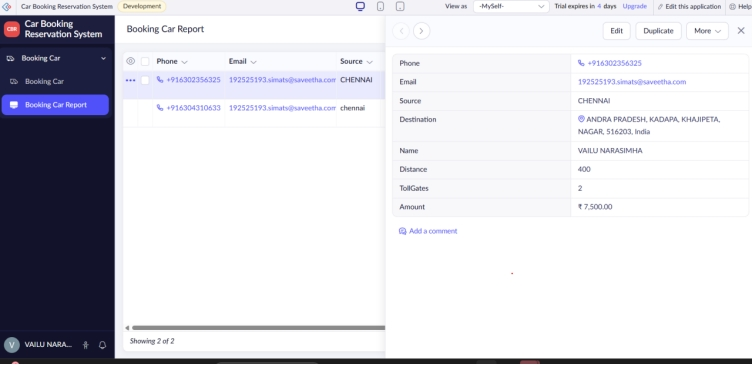 Car Booking Reservation System
Development
View as
-MySelf-
Trial expires in 4 days
Upgrade
Edit this application
Help
CBR
Car Booking
Reservation System
Booking Car
Booking Car
Booking Car Report
VAILU NARA...
V
Booking Car Report
Phone
Email
Source
+916302356325
192525193.simats@saveetha.com
CHENNAI
+916304310633
192525193.simats@saveetha.com
chennai
Showing 2 of 2
Edit
Duplicate
More
Phone
+916302356325
Email
192525193.simats@saveetha.com
Source
CHENNAI
Destination
ANDRA PRADESH, KADAPA, KHAJIPETA,
NAGAR, 516203, India
Name
VAILU NARASIMHA
Distance
400
TollGates
2
Amount
₹ 7,500.00
Add a comment